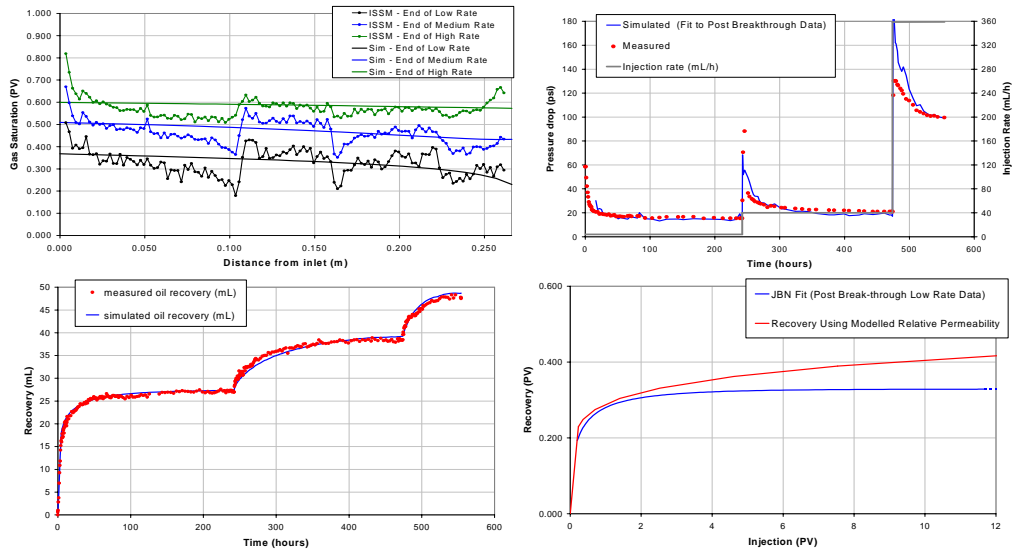 ISSM - End of Low Rate
ISSM - End of Medium Rate
ISSM - End of High Rate
Sim - End of Low Rate
Sim - End of Medium Rate
Sim - End of High Rate
Gas Saturation (PV)
1.000
0.900
0.800
0.700
0.600
0.500
0.400
0.300
0.200
0.100
0.000
0.000 0.050 0.100 0.150 0.200 0.250
Distance from inlet (m)
Simulated (Fit to Post Breakthrough Data)
Measured
Injection rate (mL/h)
Pressure drop (psi)
180
160
140
120
100
80
60
40
20
0
0 100 200 300 400 500 600
Time (hours)
360
320
280
240
200
160
120
80
40
0
Injection Rate (mL/h)
measured oil recovery (mL)
simulated oil recovery (mL)
Recovery (mL)
50
45
40
35
30
25
20
15
10
5
0
0 100 200 300 400 500 600
Time (hours)
JBN Fit (Post Break-through Low Rate Data)
Recovery Using Modelled Relative Permeability
Recovery (PV)
0.600
0.400
0.200
0.000
0 2 4 6 8 10 12
Injection (PV)